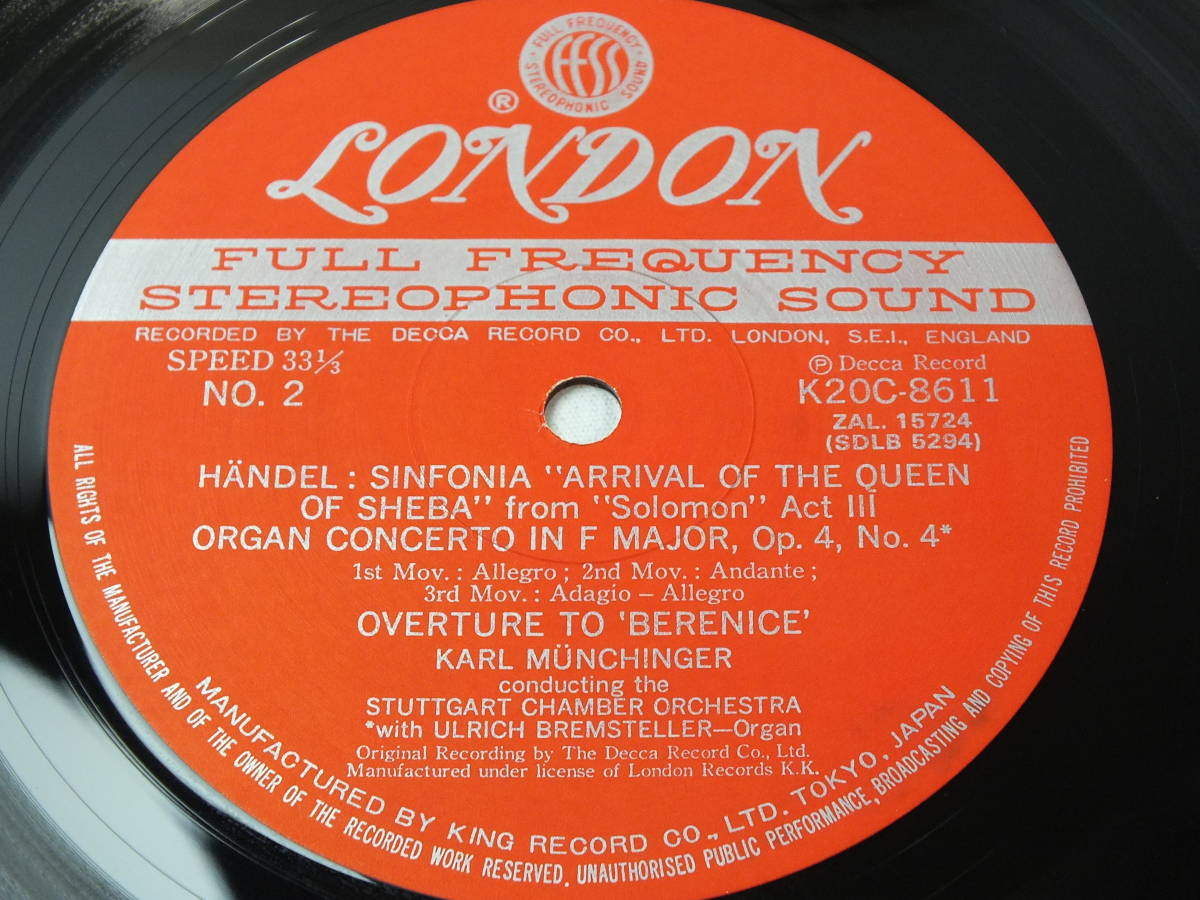 FULL FREQUENCY
STEREOPHONIC SOUND
FFSS
®
LONDON
FULL FREQUENCY
STEREOPHONIC SOUND
RECORDED BY THE DECCA RECORD CO., LTD. LONDON, S.E.I., ENGLAND
SPEED 33⅓
NO. 2
Ⓟ Decca Record
K20C-8611
ZAL. 15724
(SDLB 5294)
HÄNDEL : SINFONIA "ARRIVAL OF THE QUEEN
OF SHEBA" from "Solomon" Act III
ORGAN CONCERTO IN F MAJOR, Op. 4, No. 4*
1st Mov. : Allegro ; 2nd Mov. : Andante ;
3rd Mov. : Adagio – Allegro
OVERTURE TO 'BERENICE'
KARL MÜNCHINGER
conducting the
STUTTGART CHAMBER ORCHESTRA
*with ULRICH BREMSTELLER—Organ
Original Recording by The Decca Record Co., Ltd.
Manufactured under license of London Records K.K.
MANUFACTURED BY KING RECORD CO., LTD. TOKYO, JAPAN
ALL RIGHTS OF THE MANUFACTURER AND OF THE OWNER OF THE RECORDED WORK RESERVED. UNAUTHORISED PUBLIC PERFORMANCE, BROADCASTING AND COPYING OF THIS RECORD PROHIBITED